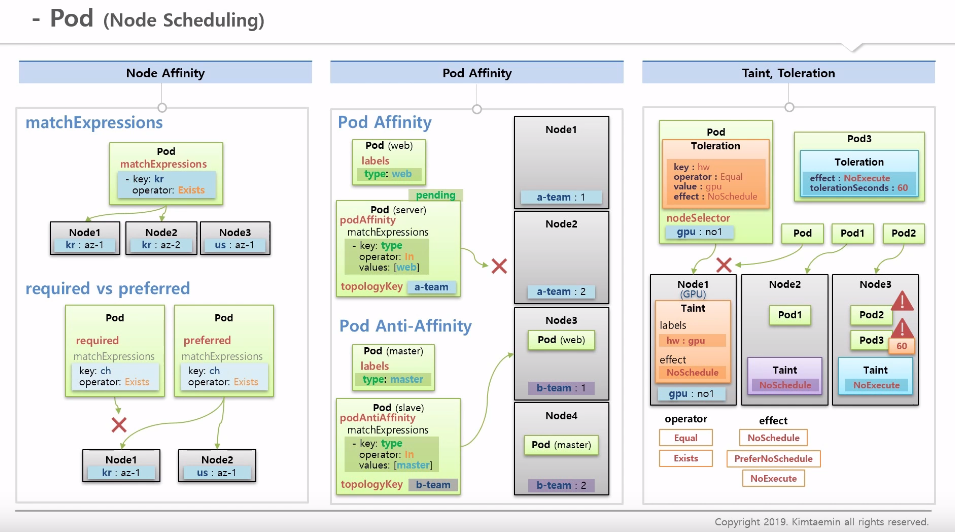 - Pod (Node Scheduling)
Node Affinity
matchExpressions
Pod
matchExpressions
- key: kr
operator: Exists
Node1
kr : az-1
Node2
kr : az-2
Node3
us : az-1
required vs preferred
Pod
required
matchExpressions
key: ch
operator: Exists
Pod
preferred
matchExpressions
key: ch
operator: Exists
Node1
kr : az-1
Node2
us : az-1
Pod Affinity
Pod Affinity
Pod (web)
labels
type: web
pending
Pod (server)
podAffinity
matchExpressions
- key: type
operator: In
values: [web]
topologyKey a-team
Pod Anti-Affinity
Pod (master)
labels
type: master
Pod (slave)
podAntiAffinity
matchExpressions
- key: type
operator: In
values: [master]
topologyKey b-team
Node1
a-team : 1
Node2
a-team : 2
Node3
Pod (web)
b-team : 1
Node4
Pod (master)
b-team : 2
Taint, Toleration
Pod
Toleration
key : hw
operator : Equal
value : gpu
effect : NoSchedule
nodeSelector
gpu : no1
Pod3
Toleration
effect : NoExecute
tolerationSeconds : 60
Pod
Pod1
Pod2
Node1
(GPU)
Taint
labels
hw : gpu
effect
NoSchedule
gpu : no1
Node2
Pod1
Taint
NoSchedule
Node3
Pod2
Pod3
60
Taint
NoExecute
operator
Equal
Exists
effect
NoSchedule
PreferNoSchedule
NoExecute
Copyright 2019. Kimtaemin all rights reserved.